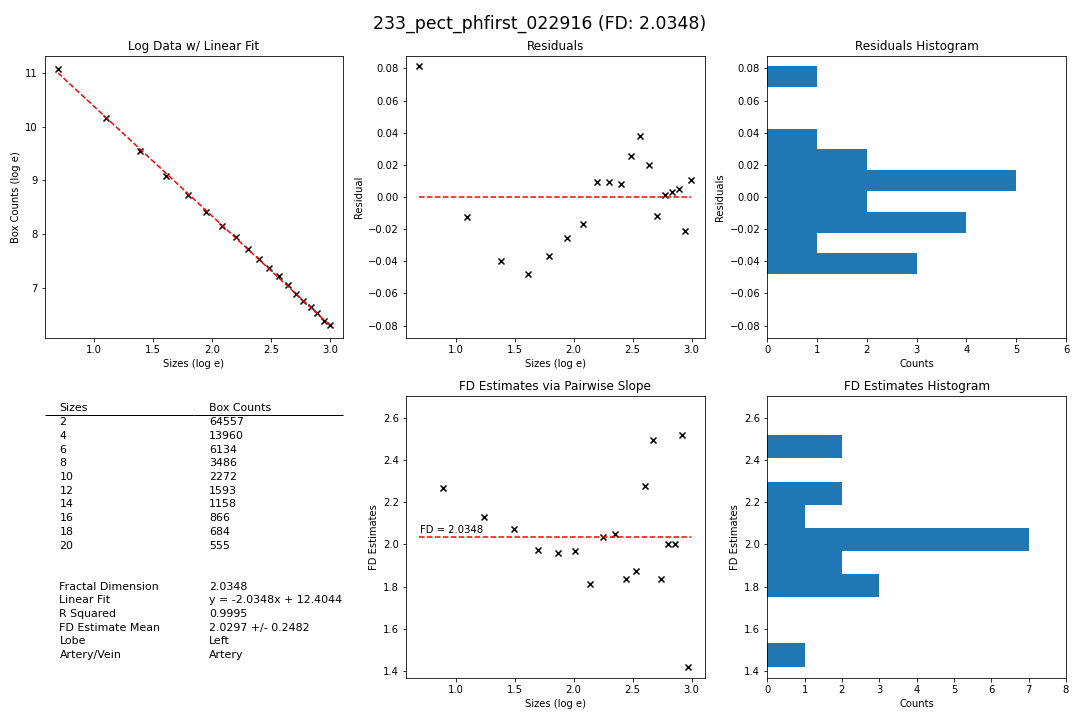 233_pect_phfirst_022916 (FD: 2.0348)
Log Data w/ Linear Fit
11
10
9
8
7
Box Counts (log e)
1.0 1.5 2.0 2.5 3.0
Sizes (log e)
Residuals
0.08
0.06
0.04
0.02
0.00
−0.02
−0.04
−0.06
−0.08
Residual
1.0 1.5 2.0 2.5 3.0
Sizes (log e)
Residuals Histogram
0.08
0.06
0.04
0.02
0.00
−0.02
−0.04
−0.06
−0.08
Residuals
0 1 2 3 4 5 6
Counts
Sizes Box Counts
2 64557
4 13960
6 6134
8 3486
10 2272
12 1593
14 1158
16 866
18 684
20 555
Fractal Dimension 2.0348
Linear Fit y = -2.0348x + 12.4044
R Squared 0.9995
FD Estimate Mean 2.0297 +/- 0.2482
Lobe Left
Artery/Vein Artery
FD Estimates via Pairwise Slope
2.6
2.4
2.2
2.0
1.8
1.6
1.4
FD Estimates
FD = 2.0348
1.0 1.5 2.0 2.5 3.0
Sizes (log e)
FD Estimates Histogram
2.6
2.4
2.2
2.0
1.8
1.6
1.4
FD Estimates
0 1 2 3 4 5 6 7 8
Counts